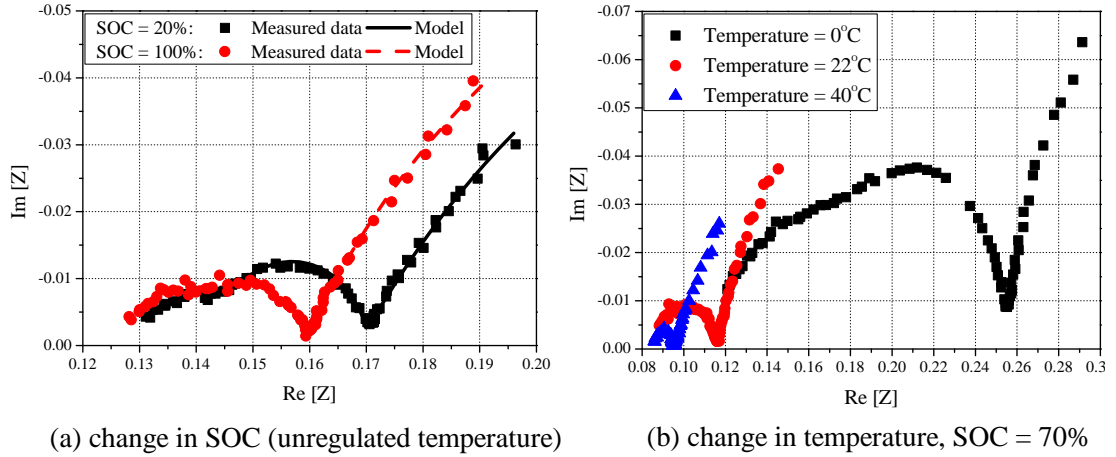 SOC = 20%: Measured data Model
SOC = 100%: Measured data Model
-0.05
-0.04
-0.03
-0.02
-0.01
0.00
Im [Z]
0.12 0.13 0.14 0.15 0.16 0.17 0.18 0.19 0.20
Re [Z]
(a) change in SOC (unregulated temperature)
Temperature = 0°C
Temperature = 22°C
Temperature = 40°C
-0.07
-0.06
-0.05
-0.04
-0.03
-0.02
-0.01
0.00
Im [Z]
0.08 0.10 0.12 0.14 0.16 0.18 0.20 0.22 0.24 0.26 0.28 0.3
Re [Z]
(b) change in temperature, SOC = 70%